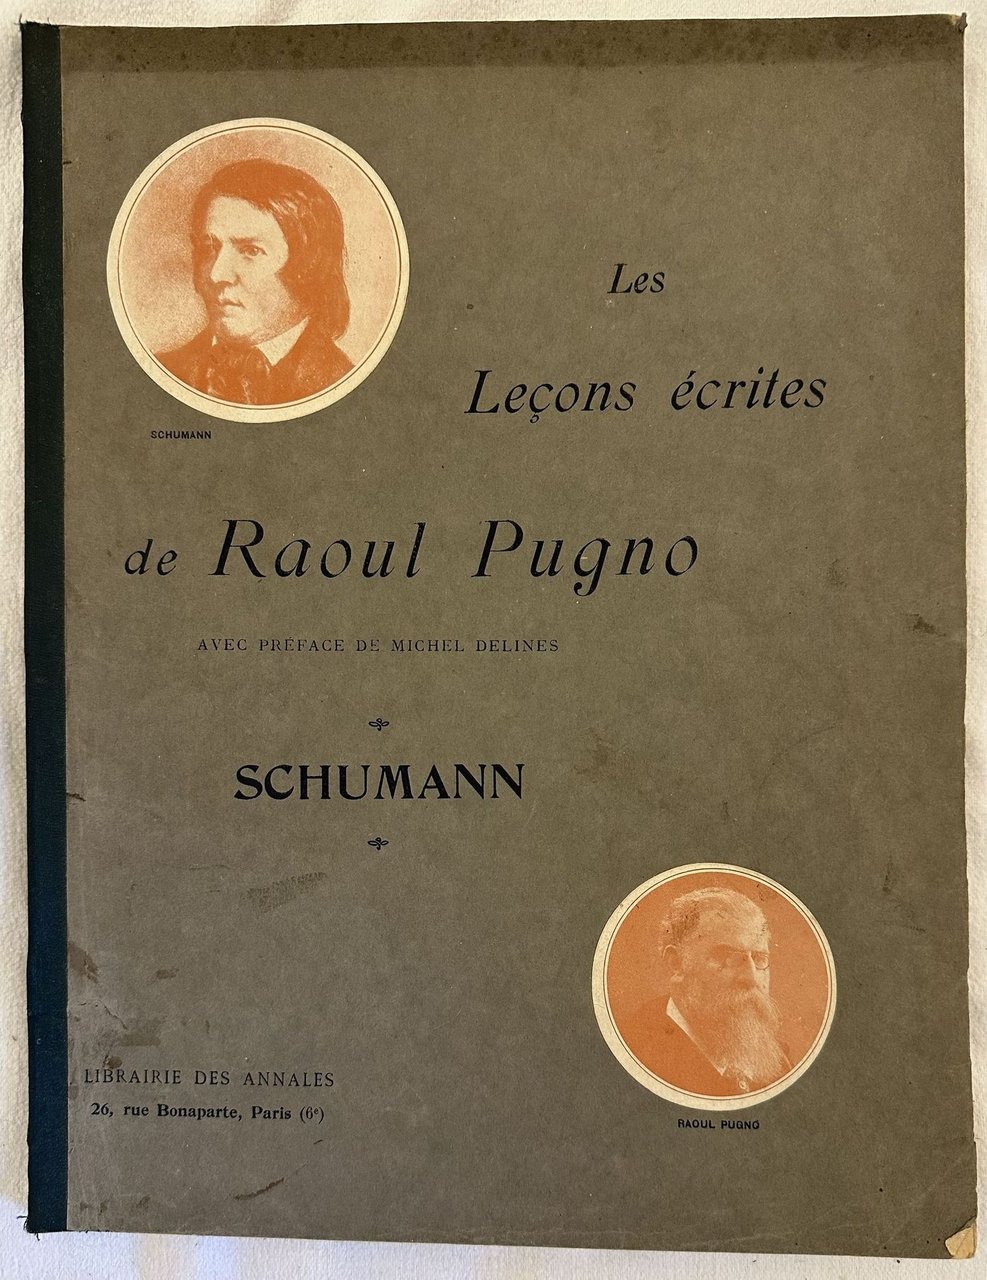 SCHUMANN
Les
Leçons écrites
de Raoul Pugno
AVEC PRÉFACE DE MICHEL DELINES
SCHUMANN
LIBRAIRIE DES ANNALES
26, rue Bonaparte, Paris (6e)
RAOUL PUGNO